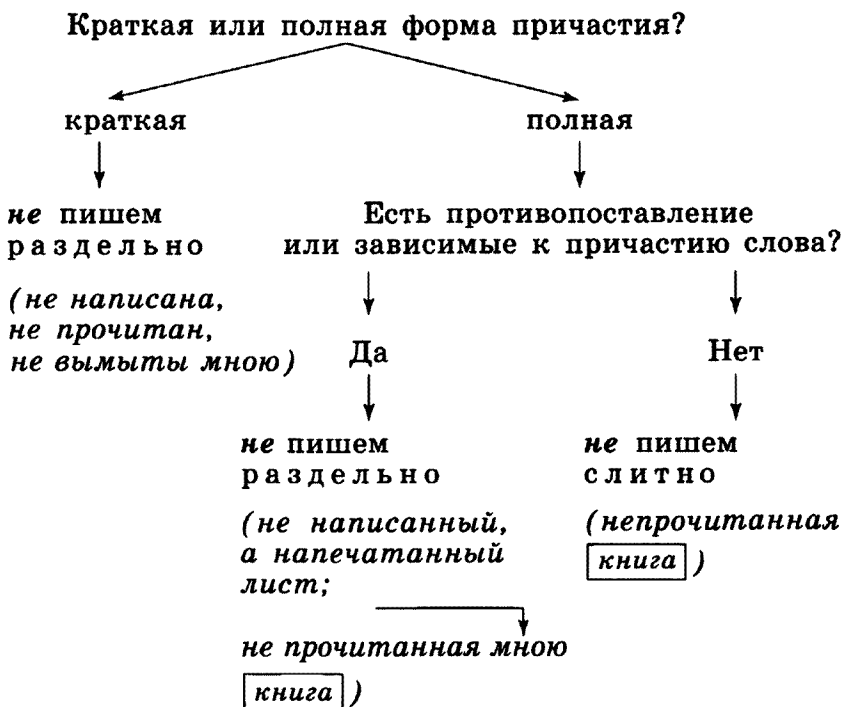 Краткая или полная форма причастия?
краткая
полная
не пишем
раздельно
(не написана,
не прочитан,
не вымыты мною)
Есть противопоставление
или зависимые к причастию слова?
Да
не пишем
раздельно
(не написанный,
а напечатанный
лист;
не прочитанная мною
книга)
Нет
не пишем
слитно
(непрочитанная
книга)